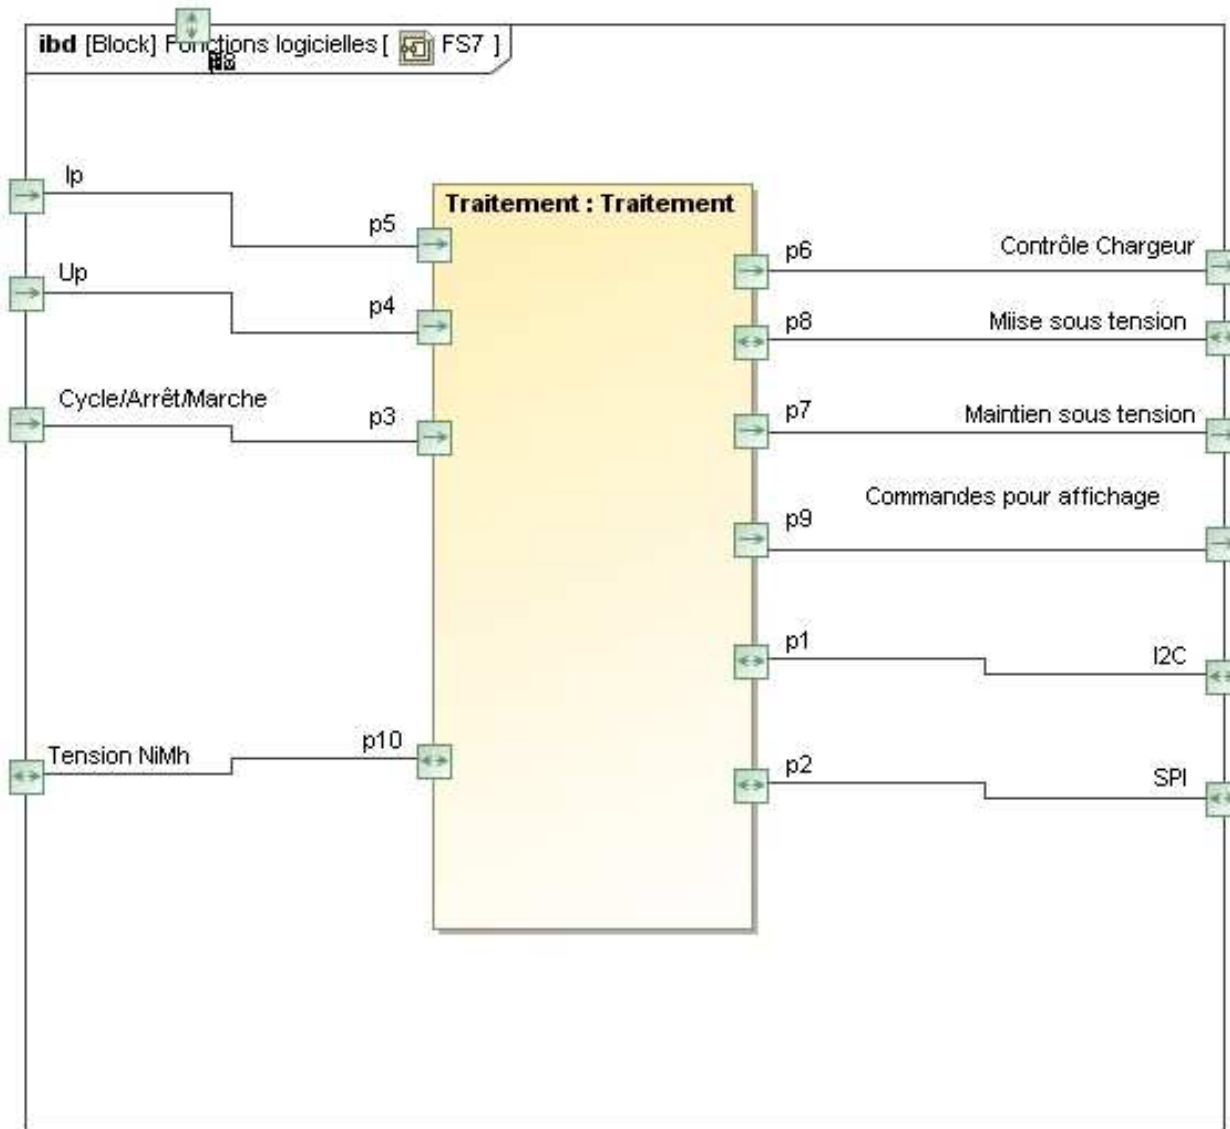 ibd [Block] Fonctions logicielles [ FS7 ]
Ip
p5
Traitement : Traitement
Up
p4
p6
Contrôle Chargeur
p8
Miise sous tension
Cycle/Arrêt/Marche
p3
p7
Maintien sous tension
p9
Commandes pour affichage
p1
I2C
Tension NiMh
p10
p2
SPI